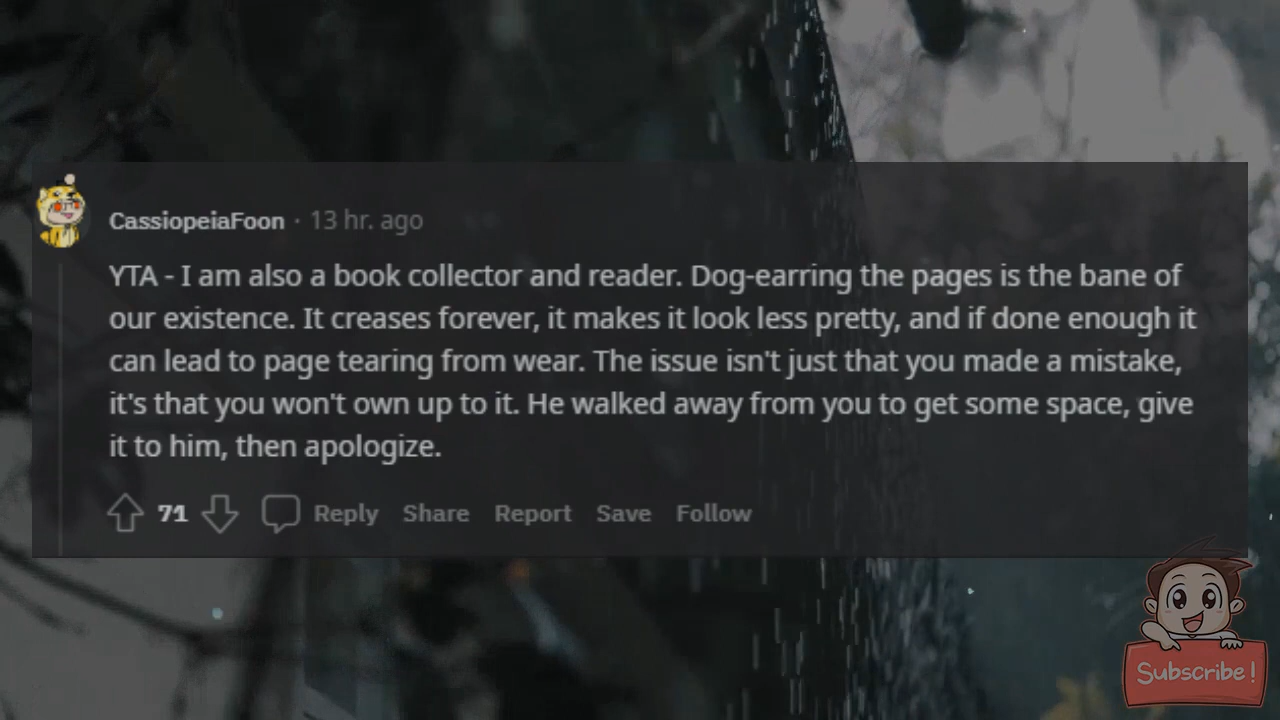 CassiopeiaFoon · 13 hr. ago
YTA - I am also a book collector and reader. Dog-earring the pages is the bane of
our existence. It creases forever, it makes it look less pretty, and if done enough it
can lead to page tearing from wear. The issue isn't just that you made a mistake,
it's that you won't own up to it. He walked away from you to get some space, give
it to him, then apologize.
71 Reply Share Report Save Follow
Subscribe!